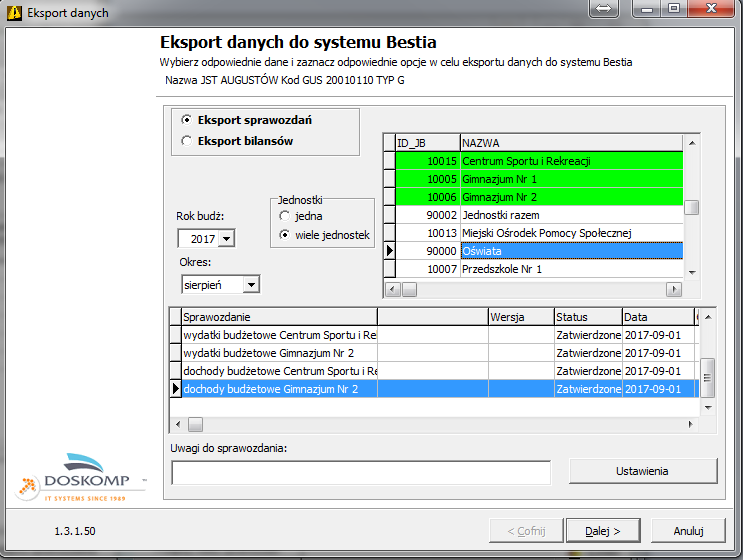 Eksport danych
Eksport danych do systemu Bestia
Wybierz odpowiednie dane i zaznacz odpowiednie opcje w celu eksportu danych do systemu Bestia
Nazwa JST AUGUSTÓW Kod GUS 20010110 TYP G
Eksport sprawozdań
Eksport bilansów
Rok budż:
2017
Okres:
sierpień
Jednostki
jedna
wiele jednostek
ID_JB NAZWA
10015 Centrum Sportu i Rekreacji
10005 Gimnazjum Nr 1
10006 Gimnazjum Nr 2
90002 Jednostki razem
10013 Miejski Ośrodek Pomocy Społecznej
90000 Oświata
10007 Przedszkole Nr 1
Sprawozdanie Wersja Status Data
wydatki budżetowe Centrum Sportu i Re Zatwierdzone 2017-09-01
wydatki budżetowe Gimnazjum Nr 2 Zatwierdzone 2017-09-01
dochody budżetowe Centrum Sportu i Re Zatwierdzone 2017-09-01
dochody budżetowe Gimnazjum Nr 2 Zatwierdzone 2017-09-01
Uwagi do sprawozdania:
Ustawienia
DOSKOMP
IT SYSTEMS SINCE 1989
1.3.1.50
< Cofnij
Dalej >
Anuluj